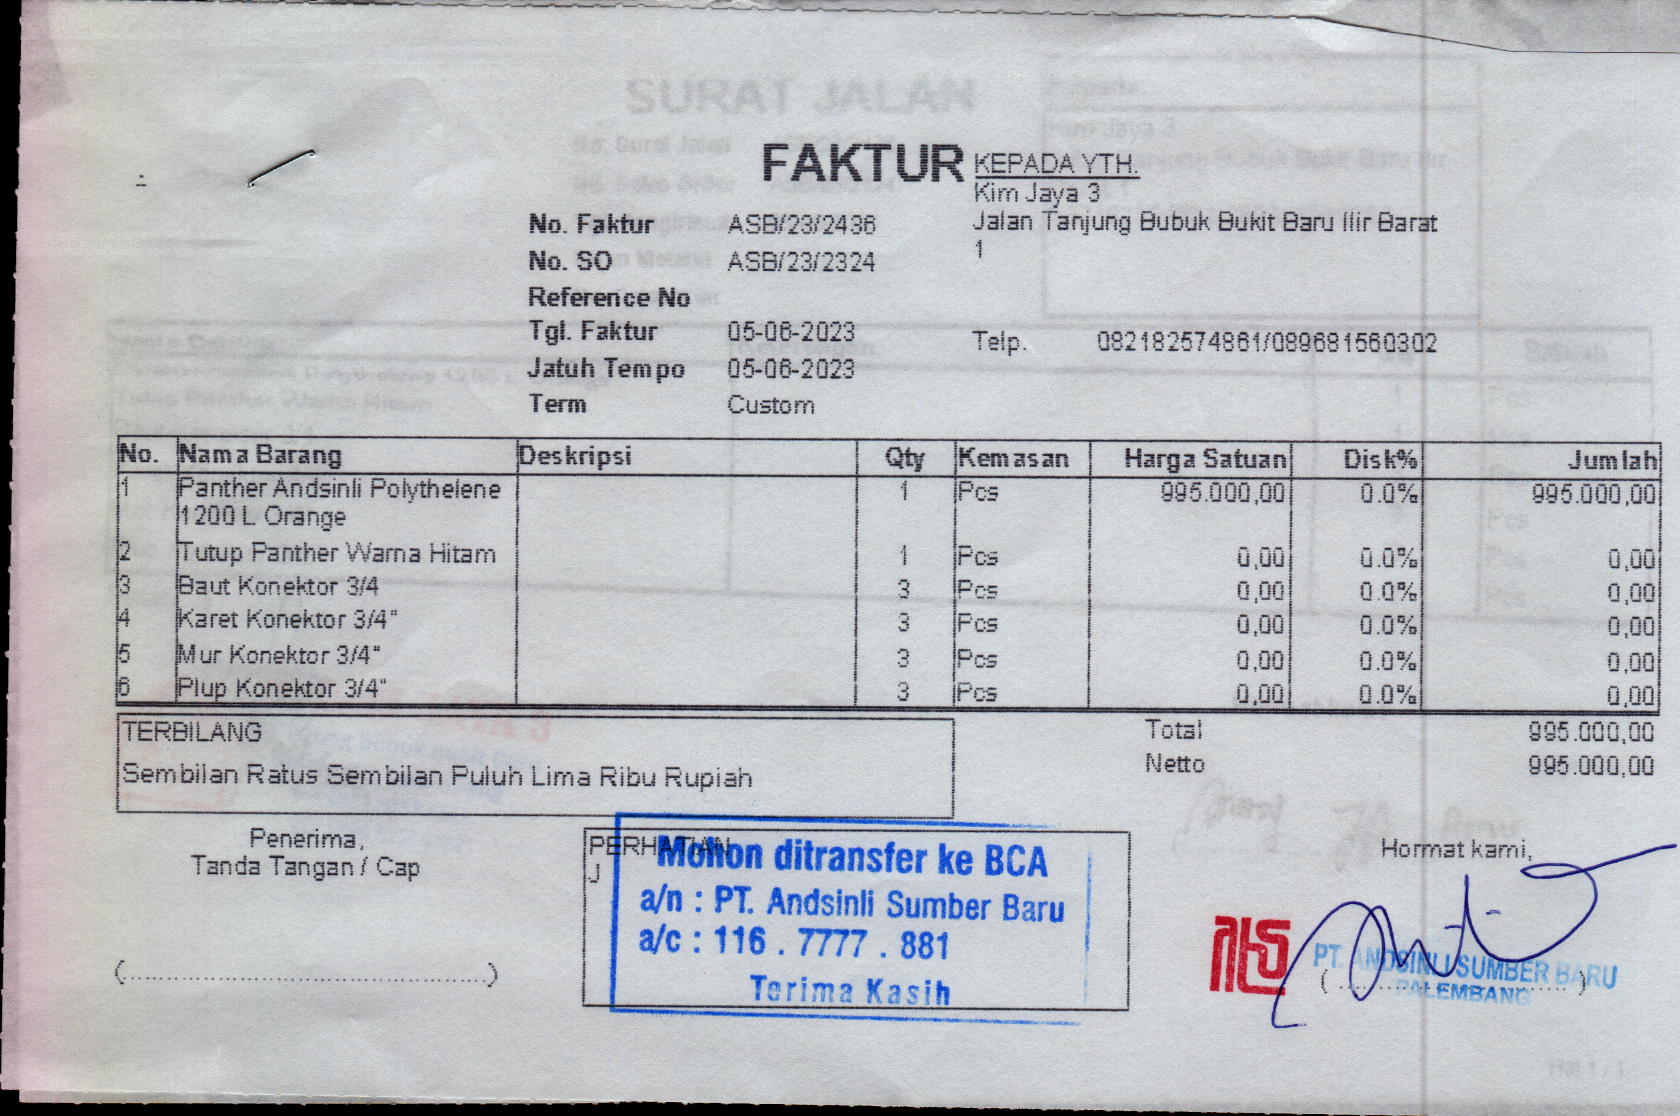 SURAT JALAN
FAKTUR
KEPADA YTH.
Kim Jaya 3
Jalan Tanjung Bubuk Bukit Baru Ilir Barat
1
No. Faktur ASB/23/2436
No. SO ASB/23/2324
Reference No
Tgl. Faktur 05-06-2023
Telp. 082182574861/089681560302
Jatuh Tempo 05-06-2023
Term Custom
No. Nama Barang Deskripsi Qty Kemasan Harga Satuan Disk% Jumlah
1 Panther Andsinli Polythelene 1 Pcs 995.000,00 0.0% 995.000,00
1200 L Orange
2 Tutup Panther Warna Hitam 1 Pcs 0,00 0.0% 0,00
3 Baut Konektor 3/4 3 Pcs 0,00 0.0% 0,00
4 Karet Konektor 3/4" 3 Pcs 0,00 0.0% 0,00
5 Mur Konektor 3/4" 3 Pcs 0,00 0.0% 0,00
6 Plup Konektor 3/4" 3 Pcs 0,00 0.0% 0,00
TERBILANG
Sembilan Ratus Sembilan Puluh Lima Ribu Rupiah
Total 995.000,00
Netto 995.000,00
Penerima,
Tanda Tangan / Cap
(........................................)
PERHATIAN
J
Mohon ditransfer ke BCA
a/n : PT. Andsinli Sumber Baru
a/c : 116 . 7777 . 881
Terima Kasih
Hormat kami,
PT. ANDSINLI SUMBER BARU
PALEMBANG
(........................................)